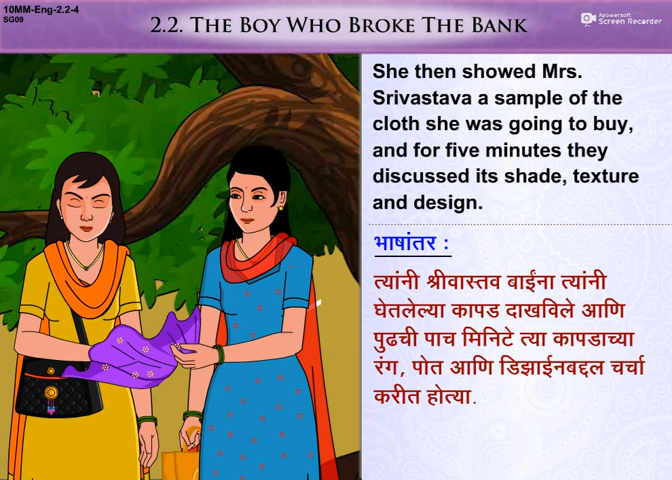 10MM-Eng-2.2-4
SG09
2.2. The Boy Who Broke The Bank
Apowersoft
Screen Recorder
She then showed Mrs.
Srivastava a sample of the
cloth she was going to buy,
and for five minutes they
discussed its shade, texture
and design.
भाषांतर :
त्यांनी श्रीवास्तव बाईंना त्यांनी
घेतलेल्या कापड दाखविले आणि
पुढची पाच मिनिटे त्या कापडाच्या
रंग, पोत आणि डिझाईनबद्दल चर्चा
करीत होत्या.